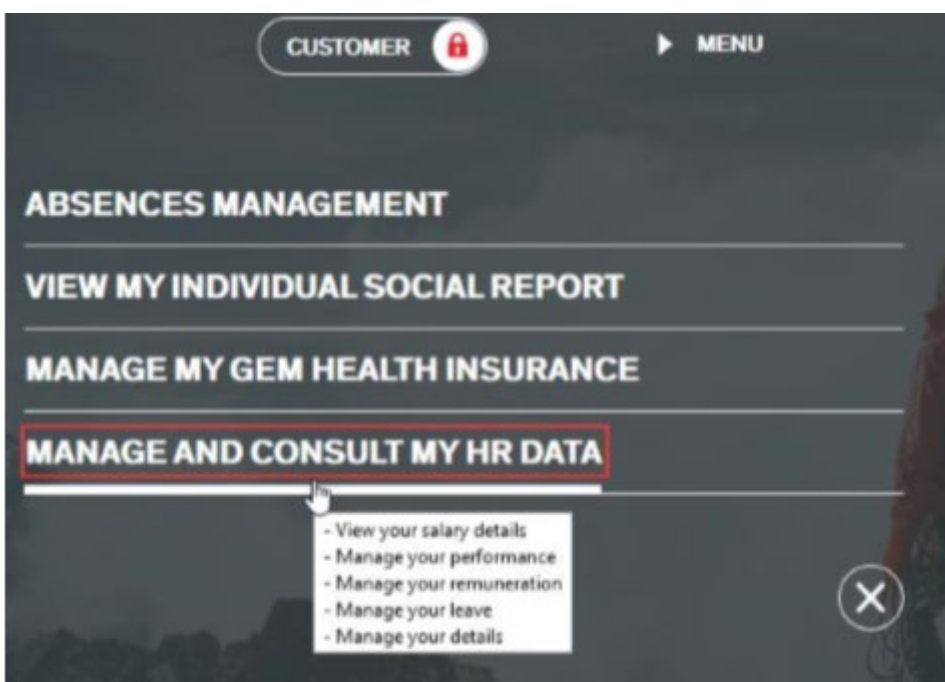 CUSTOMER
MENU
ABSENCES MANAGEMENT
VIEW MY INDIVIDUAL SOCIAL REPORT
MANAGE MY GEM HEALTH INSURANCE
MANAGE AND CONSULT MY HR DATA
- View your salary details
- Manage your performance
- Manage your remuneration
- Manage your leave
- Manage your details